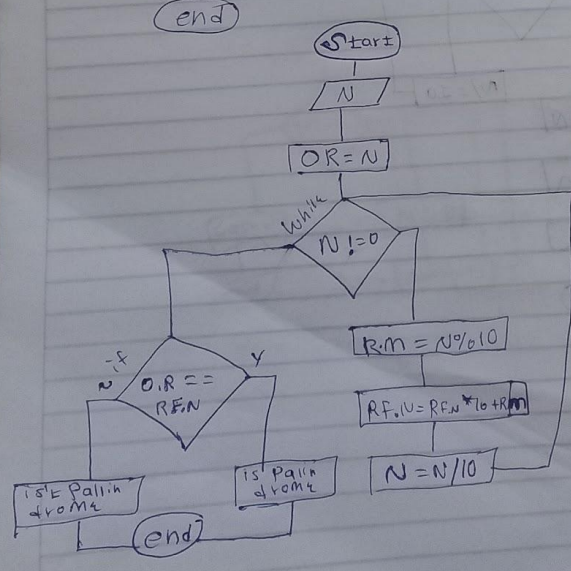 end
Start
N
OR = N
While
N != 0
R.m = N%10
RF.N = RF.N * 10 + Rm
N = N/10
if
N
Y
O.R ==
RF.N
is't pallin
drome
is pallin
drome
end